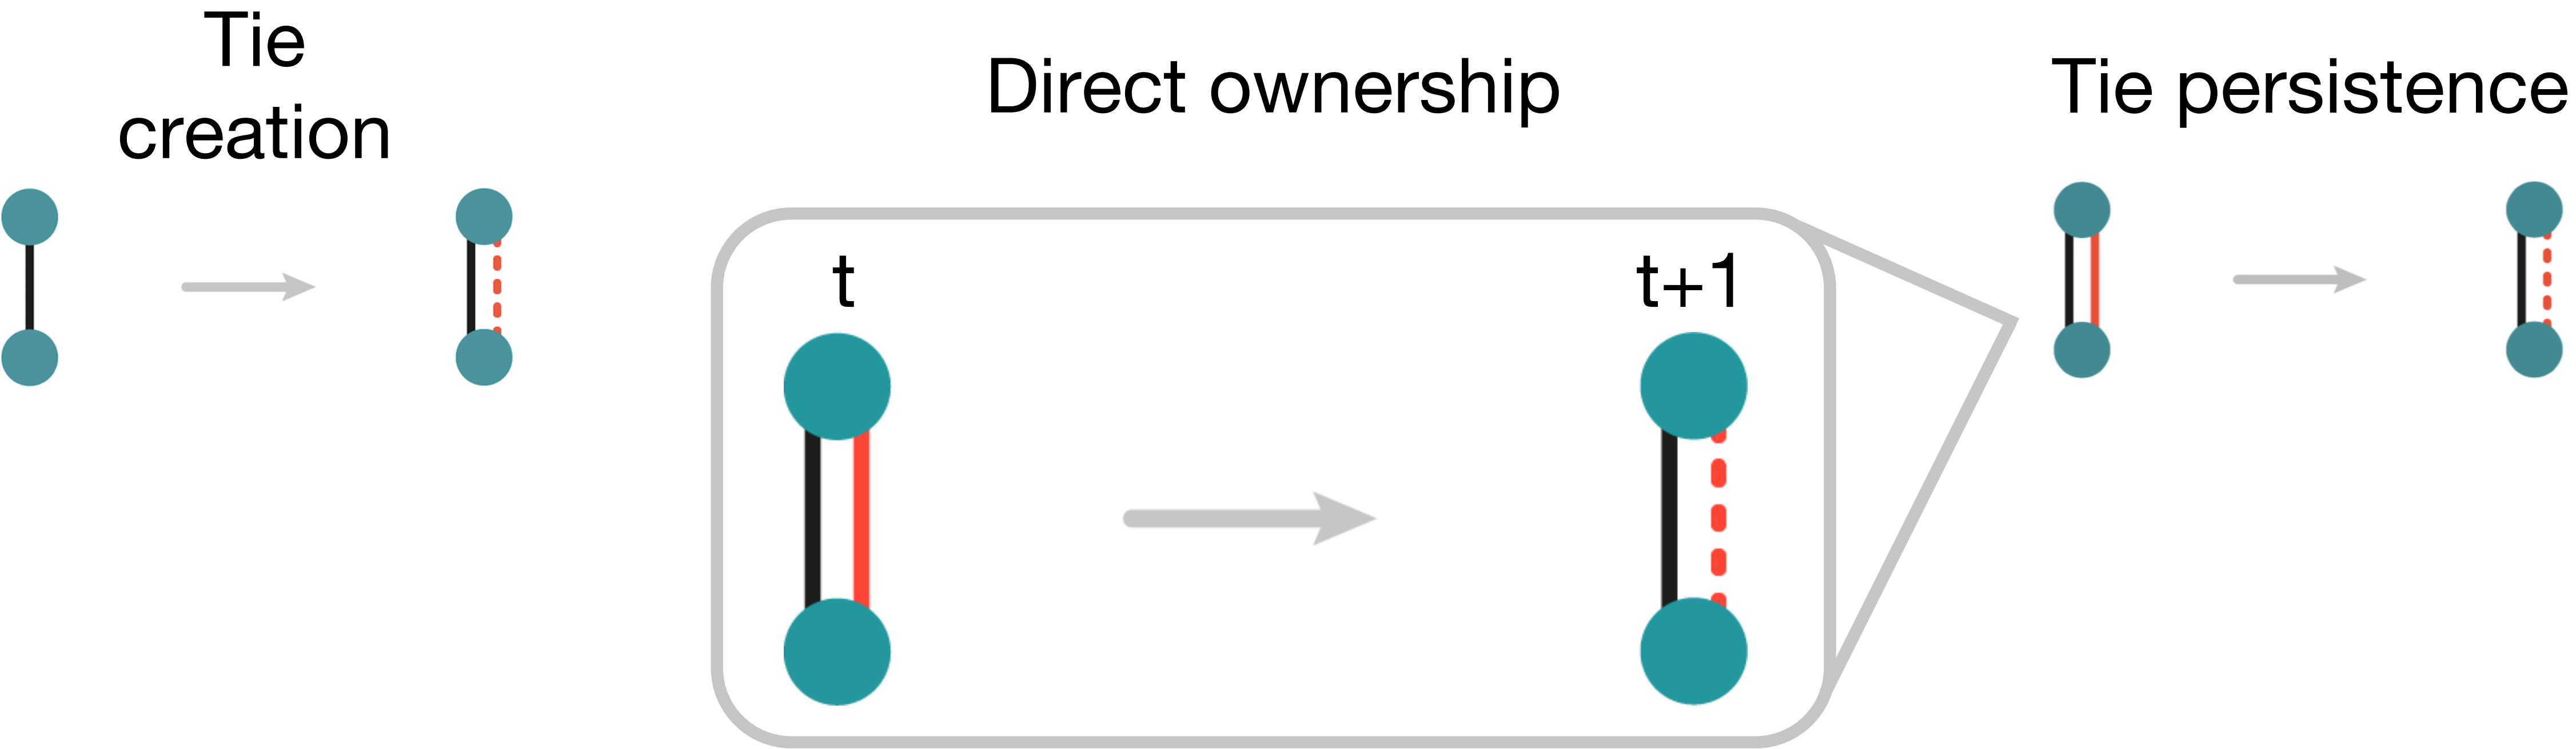 Tie
creation
Direct ownership
Tie persistence
t
t+1